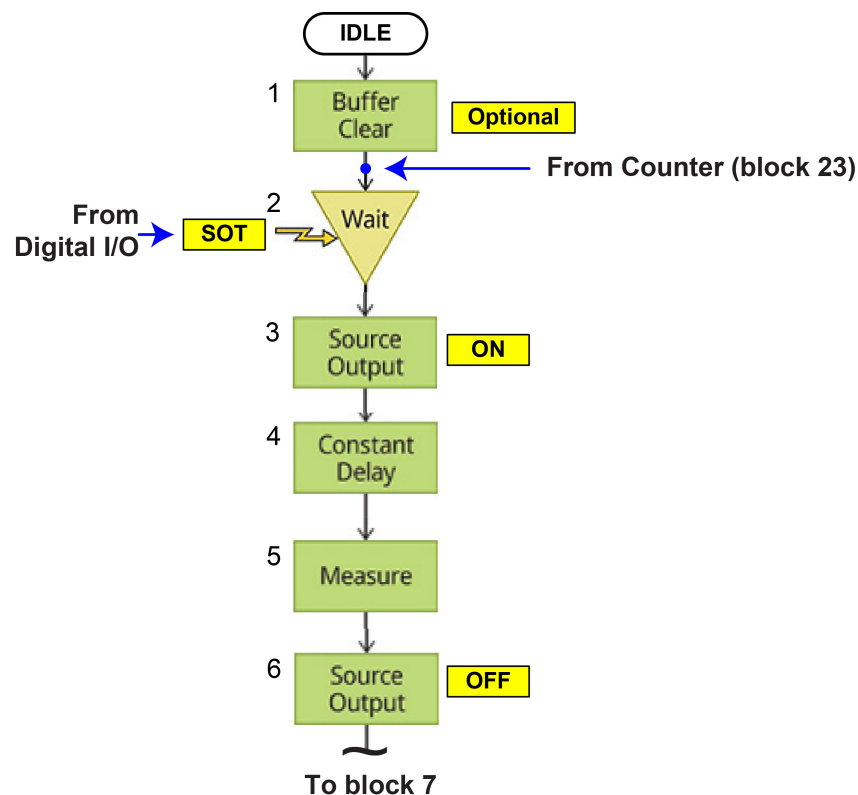 IDLE
1
Buffer
Clear
Optional
From Counter (block 23)
2
Wait
From
Digital I/O
SOT
3
Source
Output
ON
4
Constant
Delay
5
Measure
6
Source
Output
OFF
To block 7